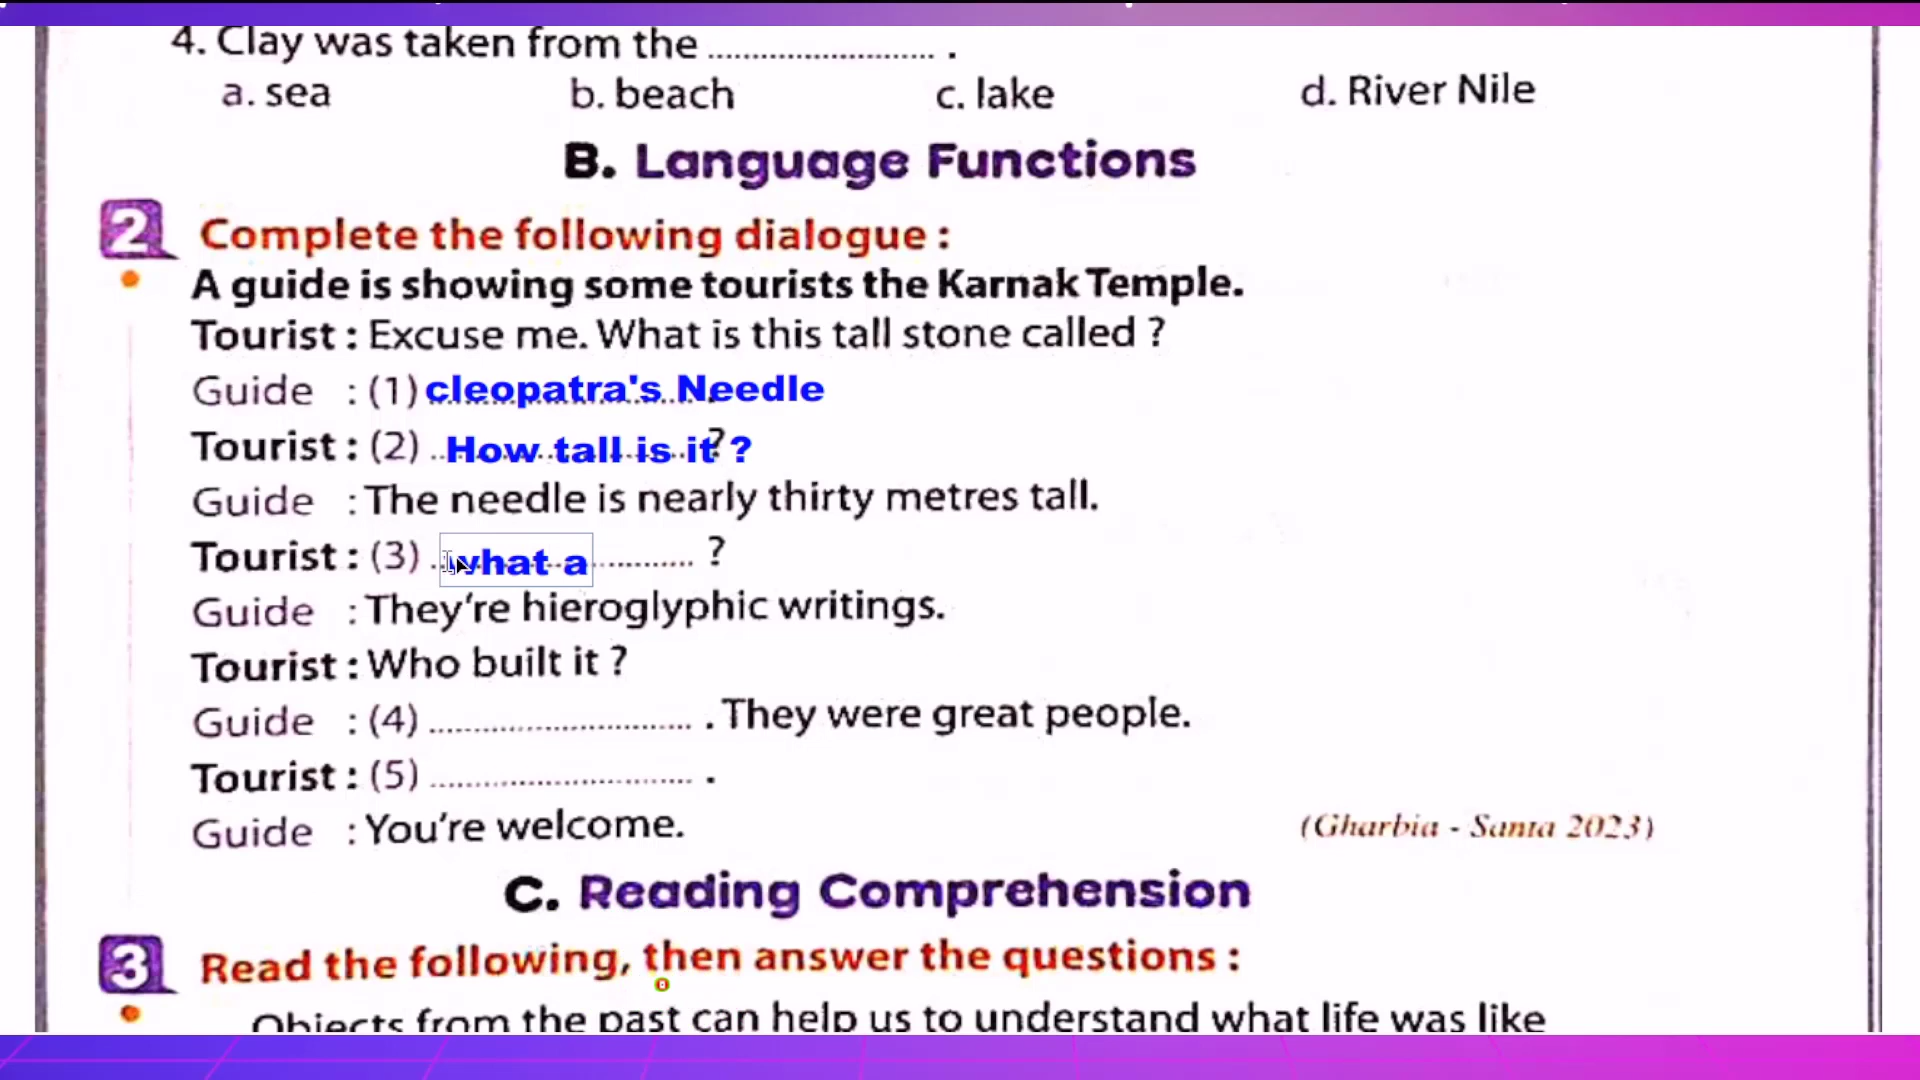 4. Clay was taken from the ........................ .
a. sea b. beach c. lake d. River Nile
B. Language Functions
2 Complete the following dialogue :
A guide is showing some tourists the Karnak Temple.
Tourist : Excuse me. What is this tall stone called ?
Guide : (1) cleopatra's Needle
Tourist : (2) How tall is it ? ?
Guide : The needle is nearly thirty metres tall.
Tourist : (3) what a ........... ?
Guide : They're hieroglyphic writings.
Tourist : Who built it ?
Guide : (4) ........................... . They were great people.
Tourist : (5) ........................... .
Guide : You're welcome.
(Gharbia - Santa 2023)
C. Reading Comprehension
3 Read the following, then answer the questions :
Objects from the past can help us to understand what life was like